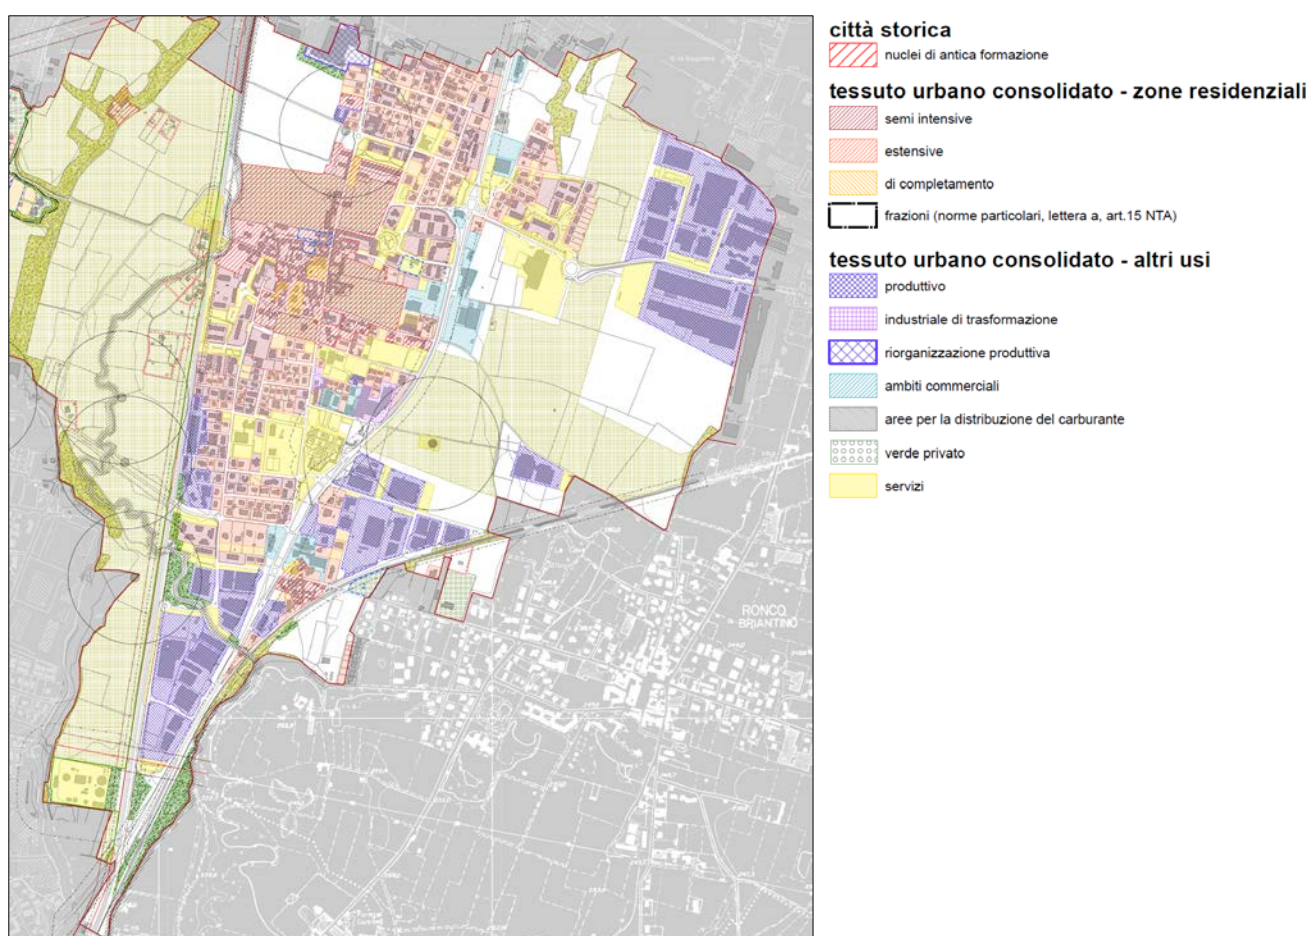 città storica
nuclei di antica formazione
tessuto urbano consolidato - zone residenziali
semi intensive
estensive
di completamento
frazioni (norme particolari, lettera a, art.15 NTA)
tessuto urbano consolidato - altri usi
produttivo
industriale di trasformazione
riorganizzazione produttiva
ambiti commerciali
aree per la distribuzione del carburante
verde privato
servizi
RONCO
BRIANTINO